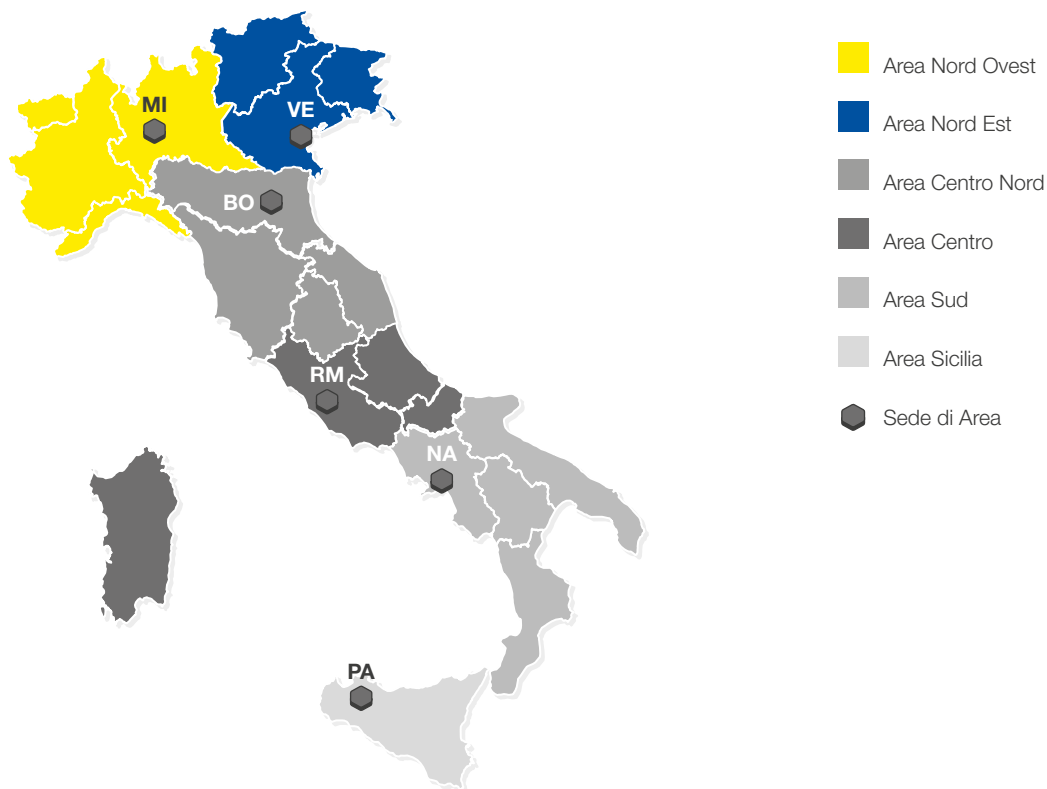 MI
VE
BO
RM
NA
PA
Area Nord Ovest
Area Nord Est
Area Centro Nord
Area Centro
Area Sud
Area Sicilia
Sede di Area